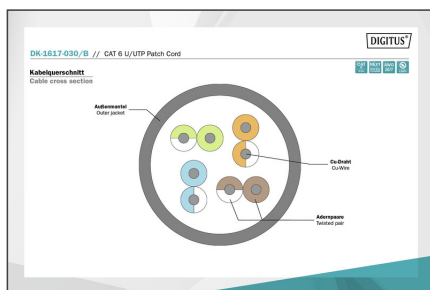 DIGITUS®
DK-1617-030/B // CAT 6 U/UTP Patch Cord
Kabelquerschnitt
Cable cross section
Außenmantel
Outer jacket
Cu-Draht
Cu-Wire
Adernpaare
Twisted pair